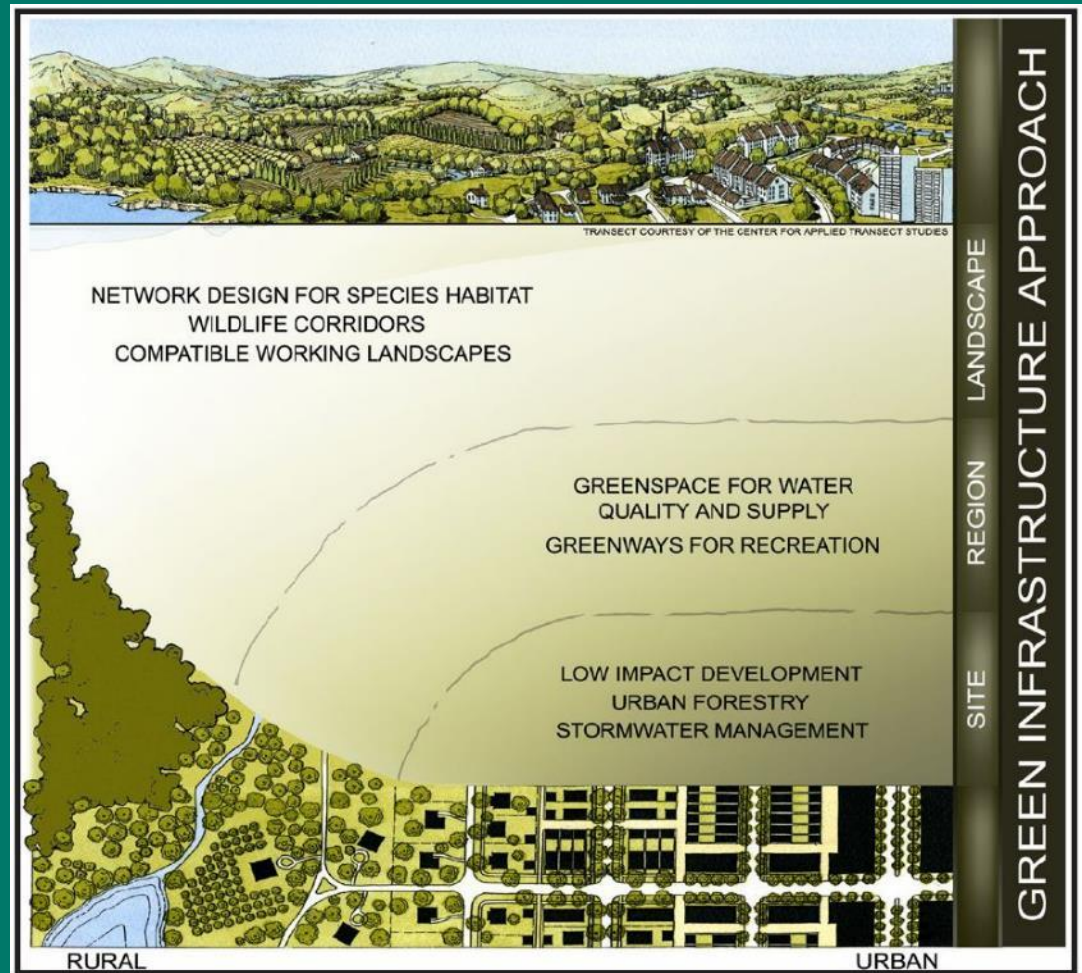 TRANSECT COURTESY OF THE CENTER FOR APPLIED TRANSECT STUDIES
NETWORK DESIGN FOR SPECIES HABITAT
WILDLIFE CORRIDORS
COMPATIBLE WORKING LANDSCAPES
GREENSPACE FOR WATER
QUALITY AND SUPPLY
GREENWAYS FOR RECREATION
LOW IMPACT DEVELOPMENT
URBAN FORESTRY
STORMWATER MANAGEMENT
LANDSCAPE
REGION
SITE
GREEN INFRASTRUCTURE APPROACH
RURAL
URBAN